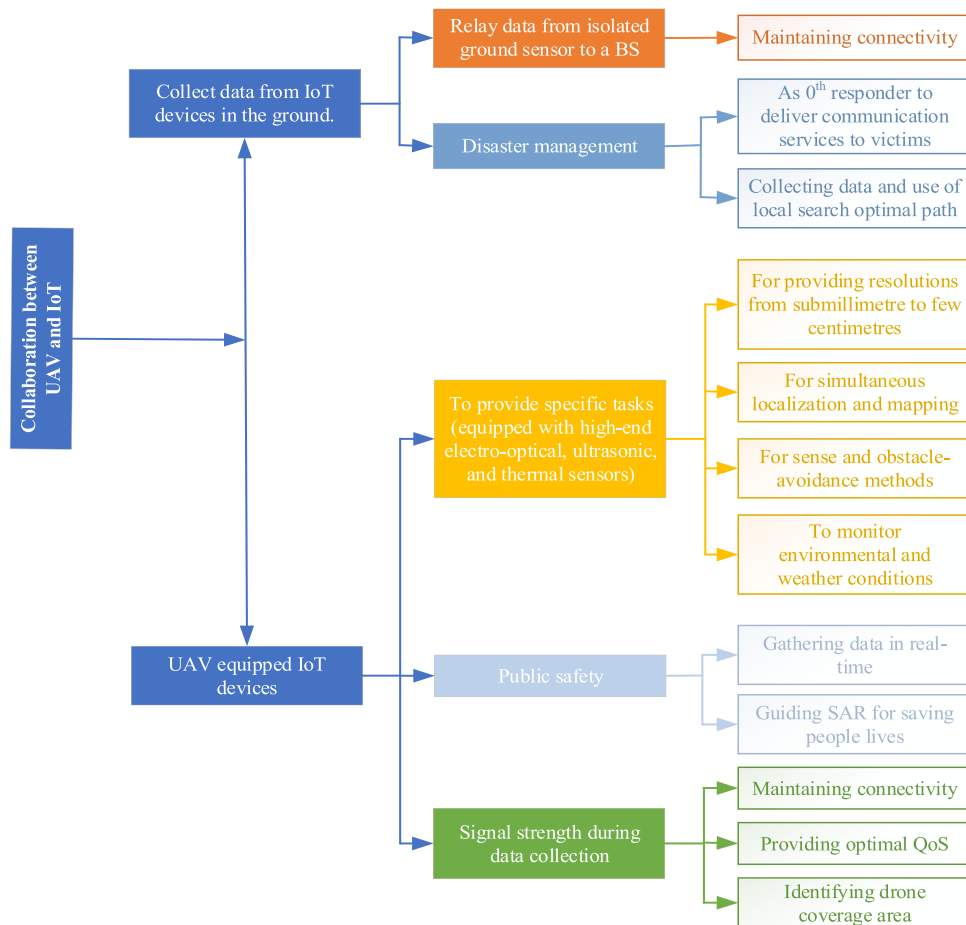 Collaboration between
UAV and IoT
Collect data from IoT
devices in the ground.
Relay data from isolated
ground sensor to a BS
Maintaining connectivity
Disaster management
As 0th responder to
deliver communication
services to victims
Collecting data and use of
local search optimal path
UAV equipped IoT
devices
To provide specific tasks
(equipped with high-end
electro-optical, ultrasonic,
and thermal sensors)
For providing resolutions
from submillimetre to few
centimetres
For simultaneous
localization and mapping
For sense and obstacle-
avoidance methods
To monitor
environmental and
weather conditions
Public safety
Gathering data in real-
time
Guiding SAR for saving
people lives
Signal strength during
data collection
Maintaining connectivity
Providing optimal QoS
Identifying drone
coverage area